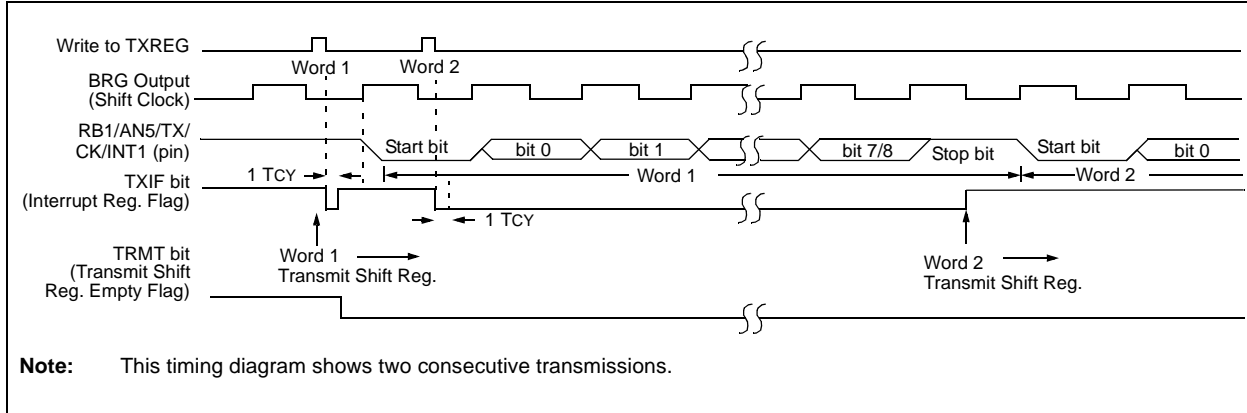 Write to TXREG
Word 1
Word 2
BRG Output
(Shift Clock)
RB1/AN5/TX/
CK/INT1 (pin)
Start bit
bit 0
bit 1
bit 7/8
Stop bit
Start bit
bit 0
1 TCY
Word 1
Word 2
TXIF bit
(Interrupt Reg. Flag)
1 TCY
Word 1
Transmit Shift Reg.
Word 2
Transmit Shift Reg.
TRMT bit
(Transmit Shift
Reg. Empty Flag)
Note: This timing diagram shows two consecutive transmissions.